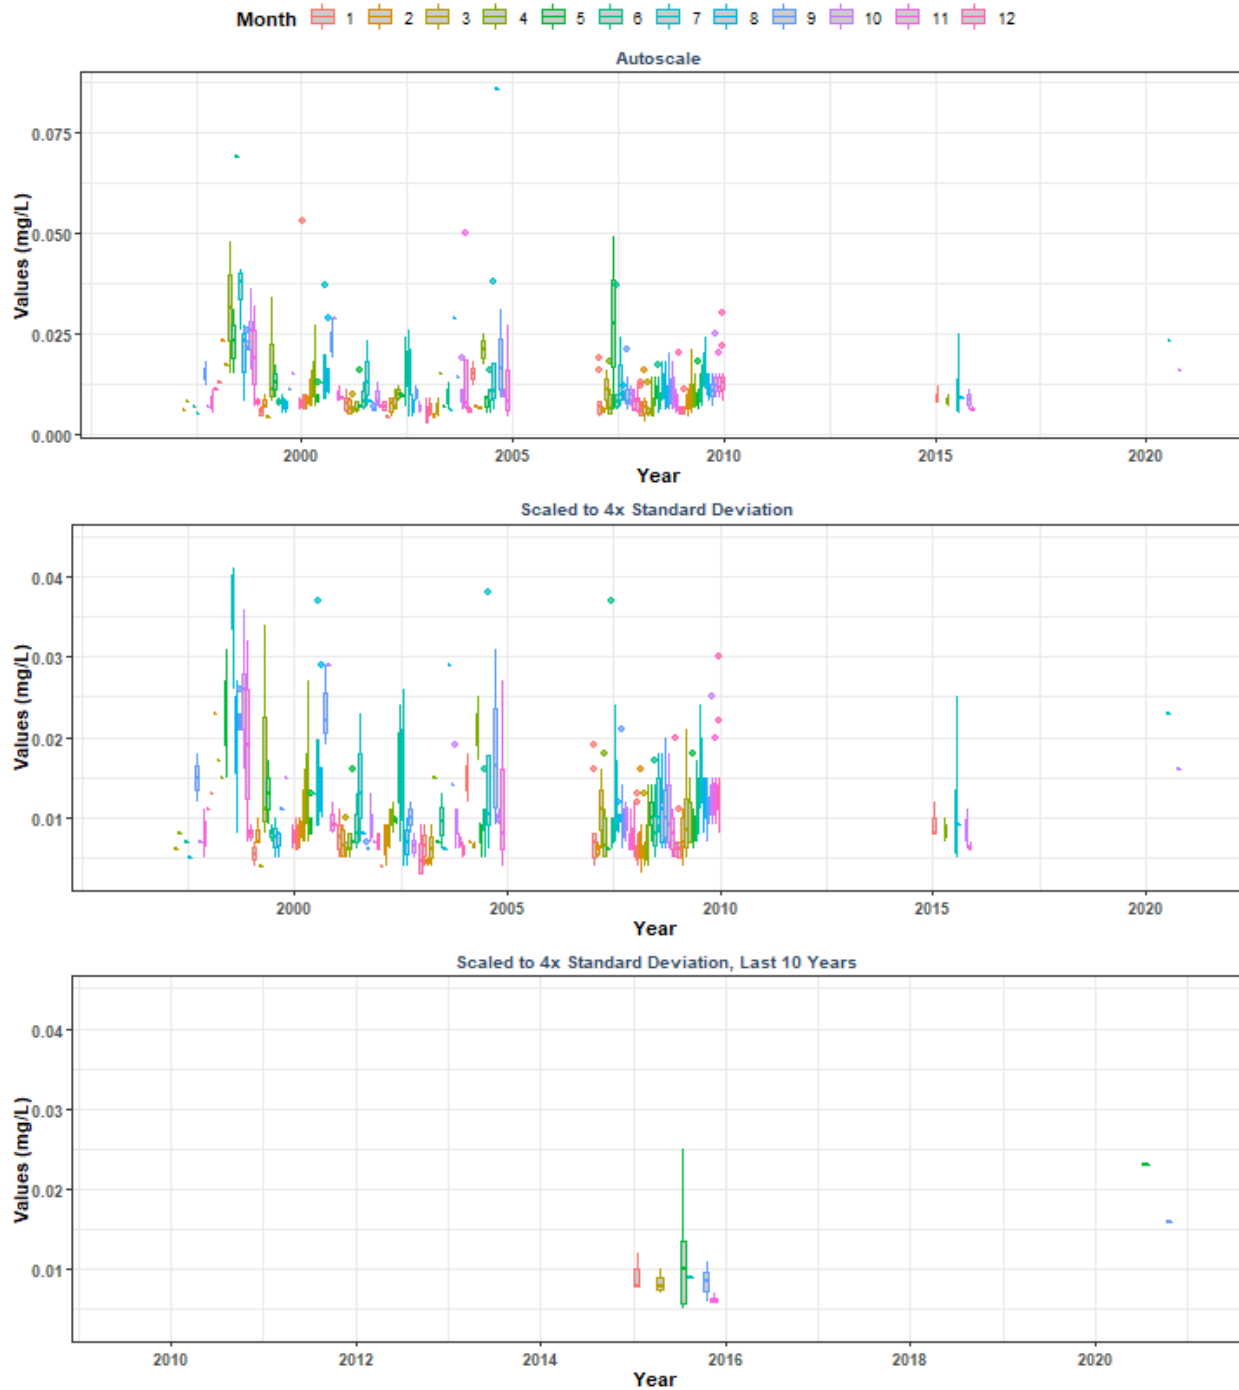 Month 1 2 3 4 5 6 7 8 9 10 11 12
Autoscale
Values (mg/L)
0.075
0.050
0.025
0.000
2000 2005 2010 2015 2020
Year
Scaled to 4x Standard Deviation
Values (mg/L)
0.04
0.03
0.02
0.01
2000 2005 2010 2015 2020
Year
Scaled to 4x Standard Deviation, Last 10 Years
Values (mg/L)
0.04
0.03
0.02
0.01
2010 2012 2014 2016 2018 2020
Year